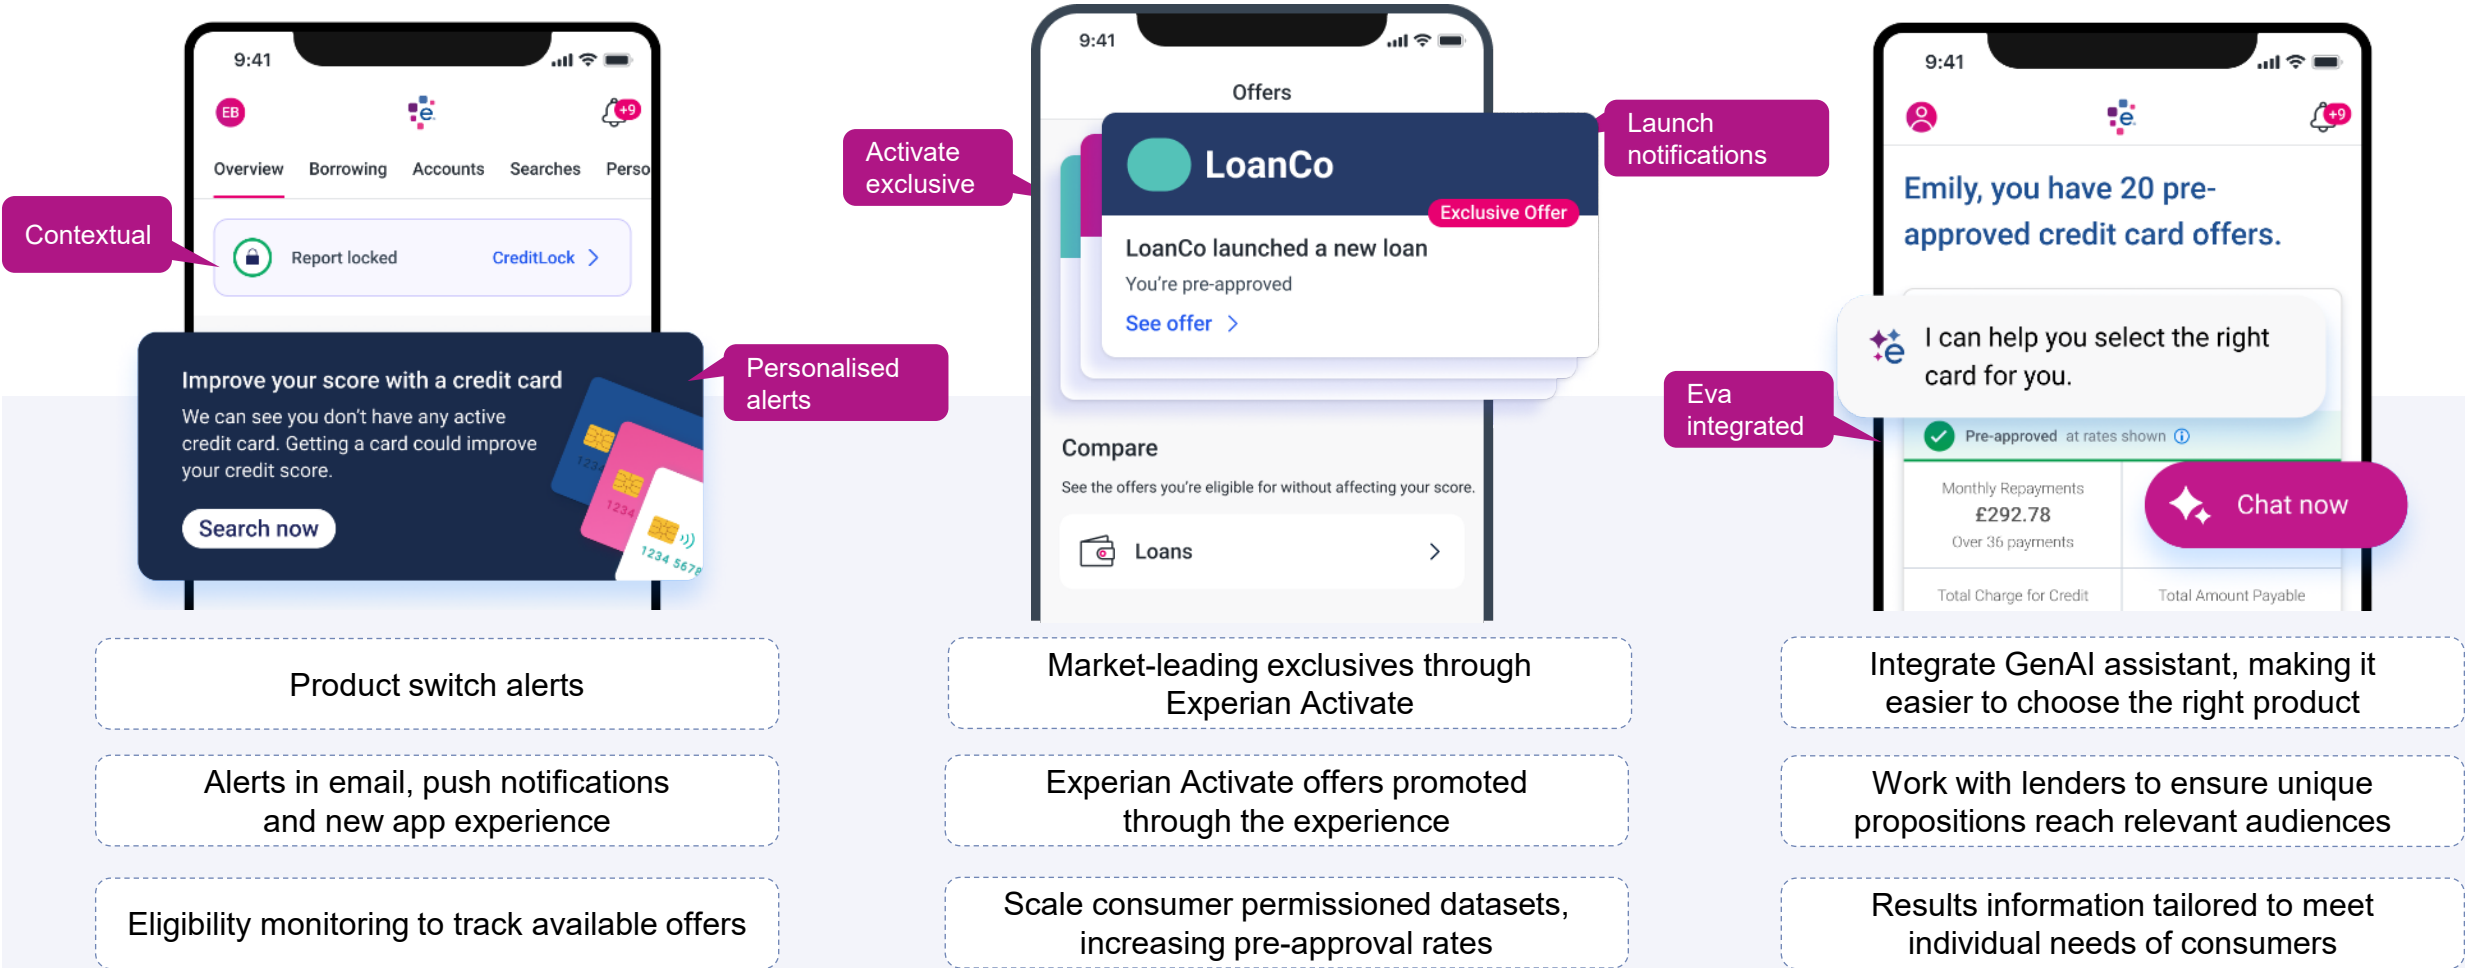 9:41
EB
e
+9
Overview Borrowing Accounts Searches Perso
Contextual
Report locked CreditLock
Improve your score with a credit card
We can see you don't have any active
credit card. Getting a card could improve
your credit score.
Search now
1234
1234
1234 5678
Personalised
alerts
Product switch alerts
Alerts in email, push notifications
and new app experience
Eligibility monitoring to track available offers
9:41
Offers
Activate
exclusive
Launch
notifications
LoanCo
Exclusive Offer
LoanCo launched a new loan
You're pre-approved
See offer
Compare
See the offers you're eligible for without affecting your score.
Loans
Market-leading exclusives through
Experian Activate
Experian Activate offers promoted
through the experience
Scale consumer permissioned datasets,
increasing pre-approval rates
9:41
e
+9
Emily, you have 20 pre-
approved credit card offers.
e
I can help you select the right
card for you.
Eva
integrated
Pre-approved at rates shown
Monthly Repayments
£292.78
Over 36 payments
Chat now
Total Charge for Credit
Total Amount Payable
Integrate GenAI assistant, making it
easier to choose the right product
Work with lenders to ensure unique
propositions reach relevant audiences
Results information tailored to meet
individual needs of consumers